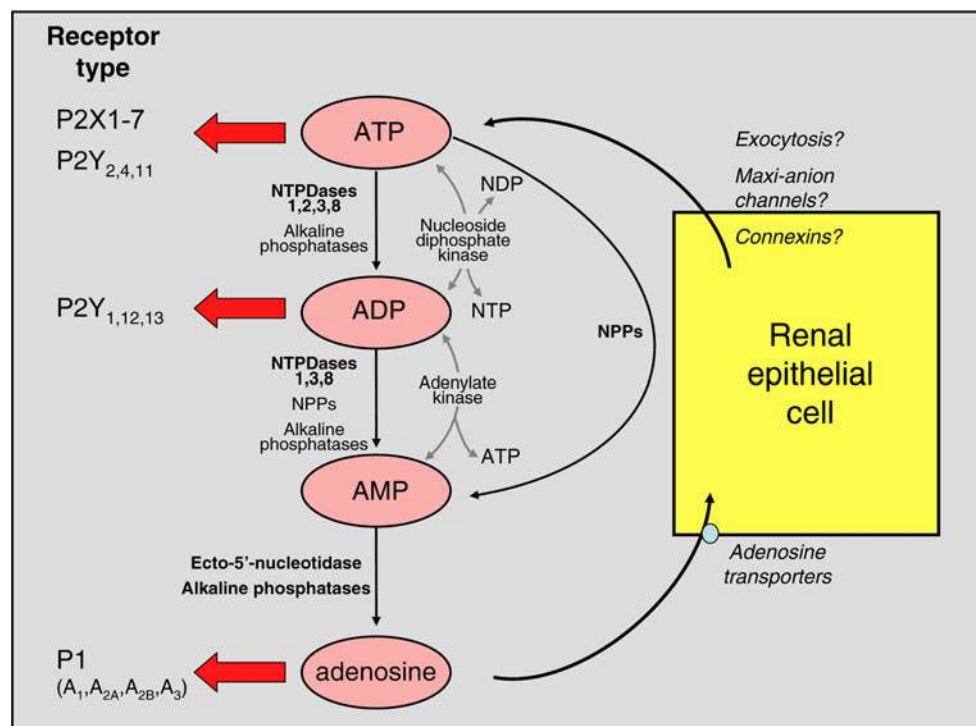 Receptor
type
P2X1-7
P2Y2,4,11
ATP
NTPDases
1,2,3,8
Alkaline
phosphatases
NDP
Nucleoside
diphosphate
kinase
NTP
P2Y1,12,13
ADP
NTPDases
1,3,8
NPPs
Alkaline
phosphatases
Adenylate
kinase
ATP
AMP
NPPs
Ecto-5’-nucleotidase
Alkaline phosphatases
P1
(A1,A2A,A2B,A3)
adenosine
Exocytosis?
Maxi-anion
channels?
Connexins?
Renal
epithelial
cell
Adenosine
transporters